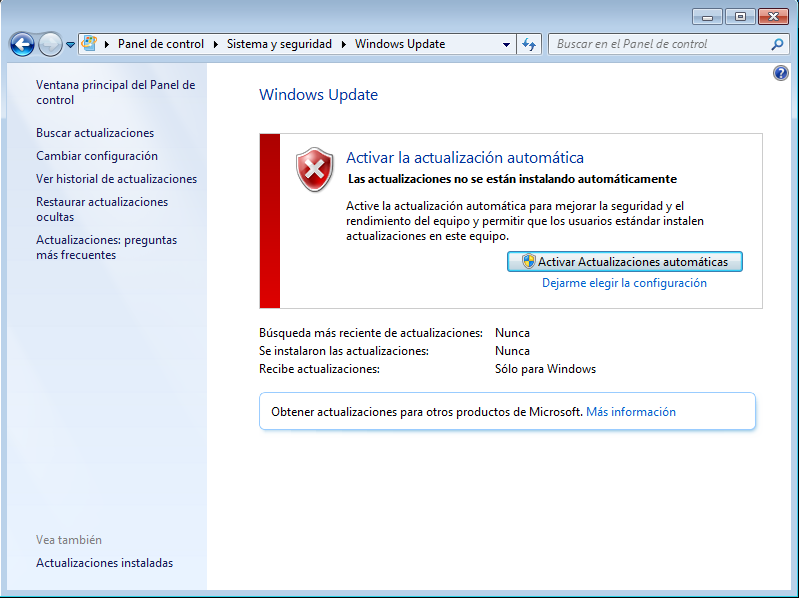 Panel de control
Sistema y seguridad
Windows Update
Buscar en el Panel de control
Ventana principal del Panel de
control
Buscar actualizaciones
Cambiar configuración
Ver historial de actualizaciones
Restaurar actualizaciones
ocultas
Actualizaciones: preguntas
más frecuentes
Vea también
Actualizaciones instaladas
Windows Update
Activar la actualización automática
Las actualizaciones no se están instalando automáticamente
Active la actualización automática para mejorar la seguridad y el
rendimiento del equipo y permitir que los usuarios estándar instalen
actualizaciones en este equipo.
Activar Actualizaciones automáticas
Dejarme elegir la configuración
Búsqueda más reciente de actualizaciones: Nunca
Se instalaron las actualizaciones: Nunca
Recibe actualizaciones: Sólo para Windows
Obtener actualizaciones para otros productos de Microsoft. Más información